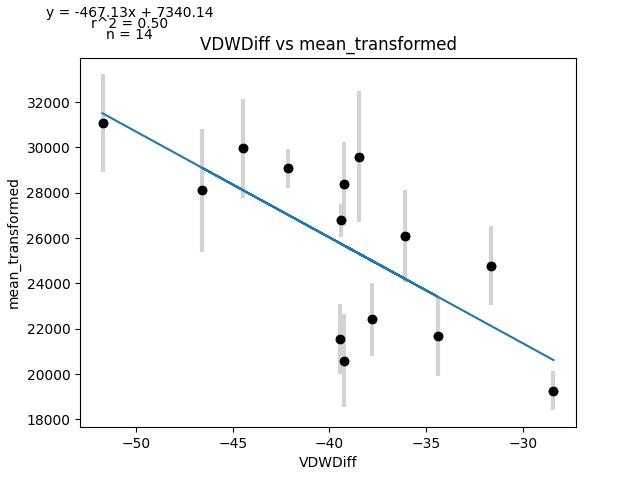 y = -467.13x + 7340.14
r^2 = 0.50
n = 14
VDWDiff vs mean_transformed
mean_transformed
32000
30000
28000
26000
24000
22000
20000
18000
−50
−45
−40
−35
−30
VDWDiff